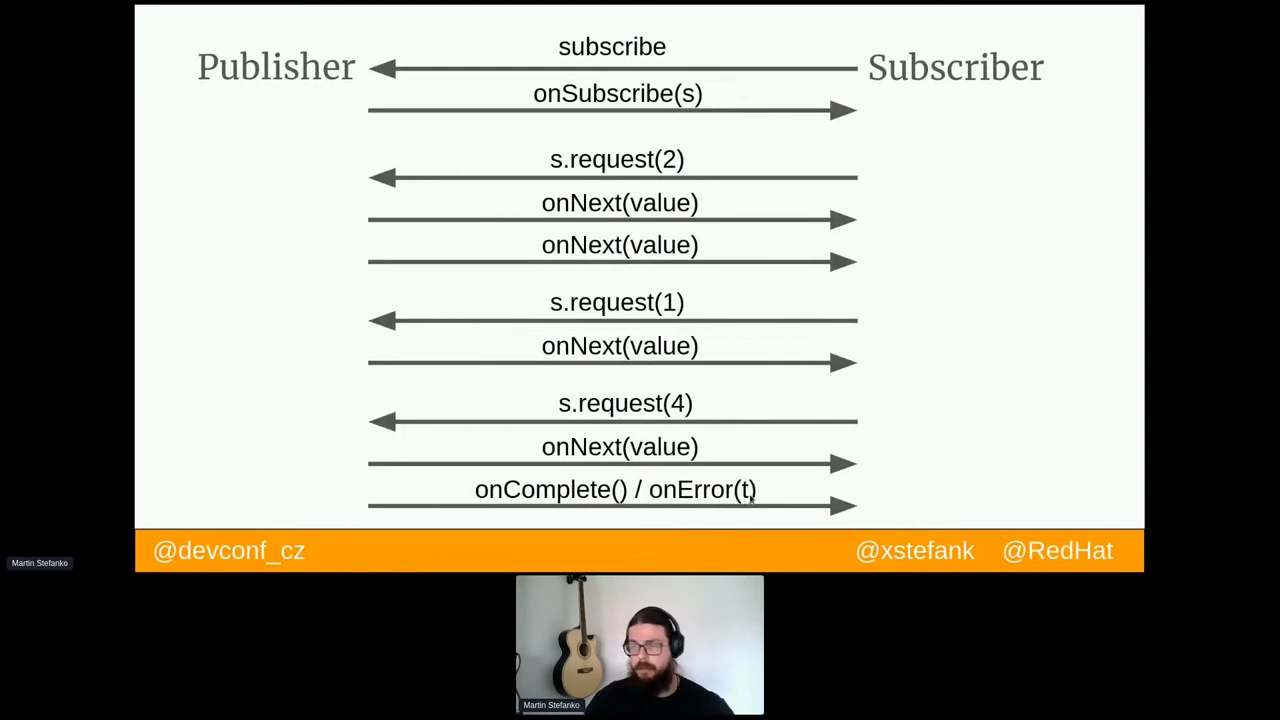 subscribe
Publisher
Subscriber
onSubscribe(s)
s.request(2)
onNext(value)
onNext(value)
s.request(1)
onNext(value)
s.request(4)
onNext(value)
onComplete() / onError(t)
@devconf_cz
@xstefank @RedHat
Martin Stefanko
Martin Stefanko